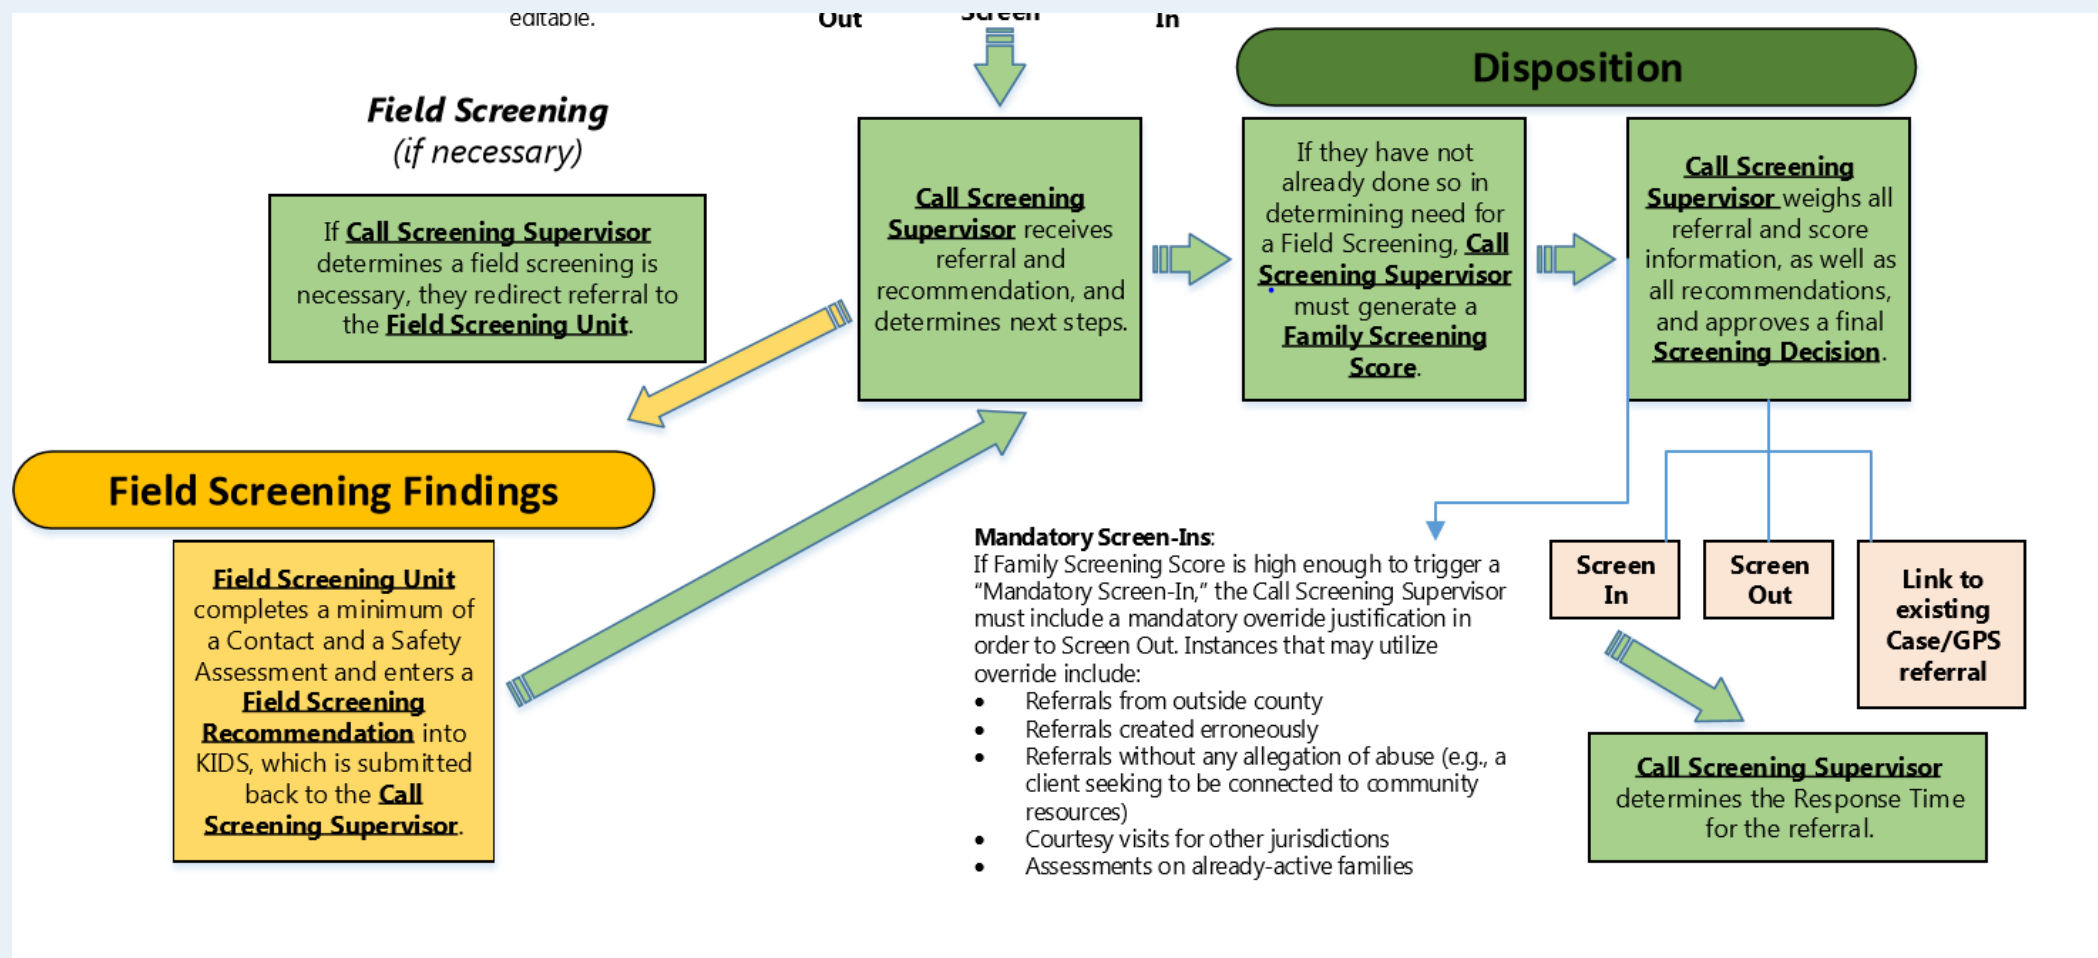 editable.
Out
Screen
In
Disposition
Field Screening
(if necessary)
If Call Screening Supervisor
determines a field screening is
necessary, they redirect referral to
the Field Screening Unit.
Call Screening
Supervisor receives
referral and
recommendation, and
determines next steps.
If they have not
already done so in
determining need for
a Field Screening, Call
Screening Supervisor
must generate a
Family Screening
Score.
Call Screening
Supervisor weighs all
referral and score
information, as well as
all recommendations,
and approves a final
Screening Decision.
Field Screening Findings
Field Screening Unit
completes a minimum of
a Contact and a Safety
Assessment and enters a
Field Screening
Recommendation into
KIDS, which is submitted
back to the Call
Screening Supervisor.
Mandatory Screen-Ins:
If Family Screening Score is high enough to trigger a
“Mandatory Screen-In,” the Call Screening Supervisor
must include a mandatory override justification in
order to Screen Out. Instances that may utilize
override include:
• Referrals from outside county
• Referrals created erroneously
• Referrals without any allegation of abuse (e.g., a
client seeking to be connected to community
resources)
• Courtesy visits for other jurisdictions
• Assessments on already-active families
Screen
In
Screen
Out
Link to
existing
Case/GPS
referral
Call Screening Supervisor
determines the Response Time
for the referral.